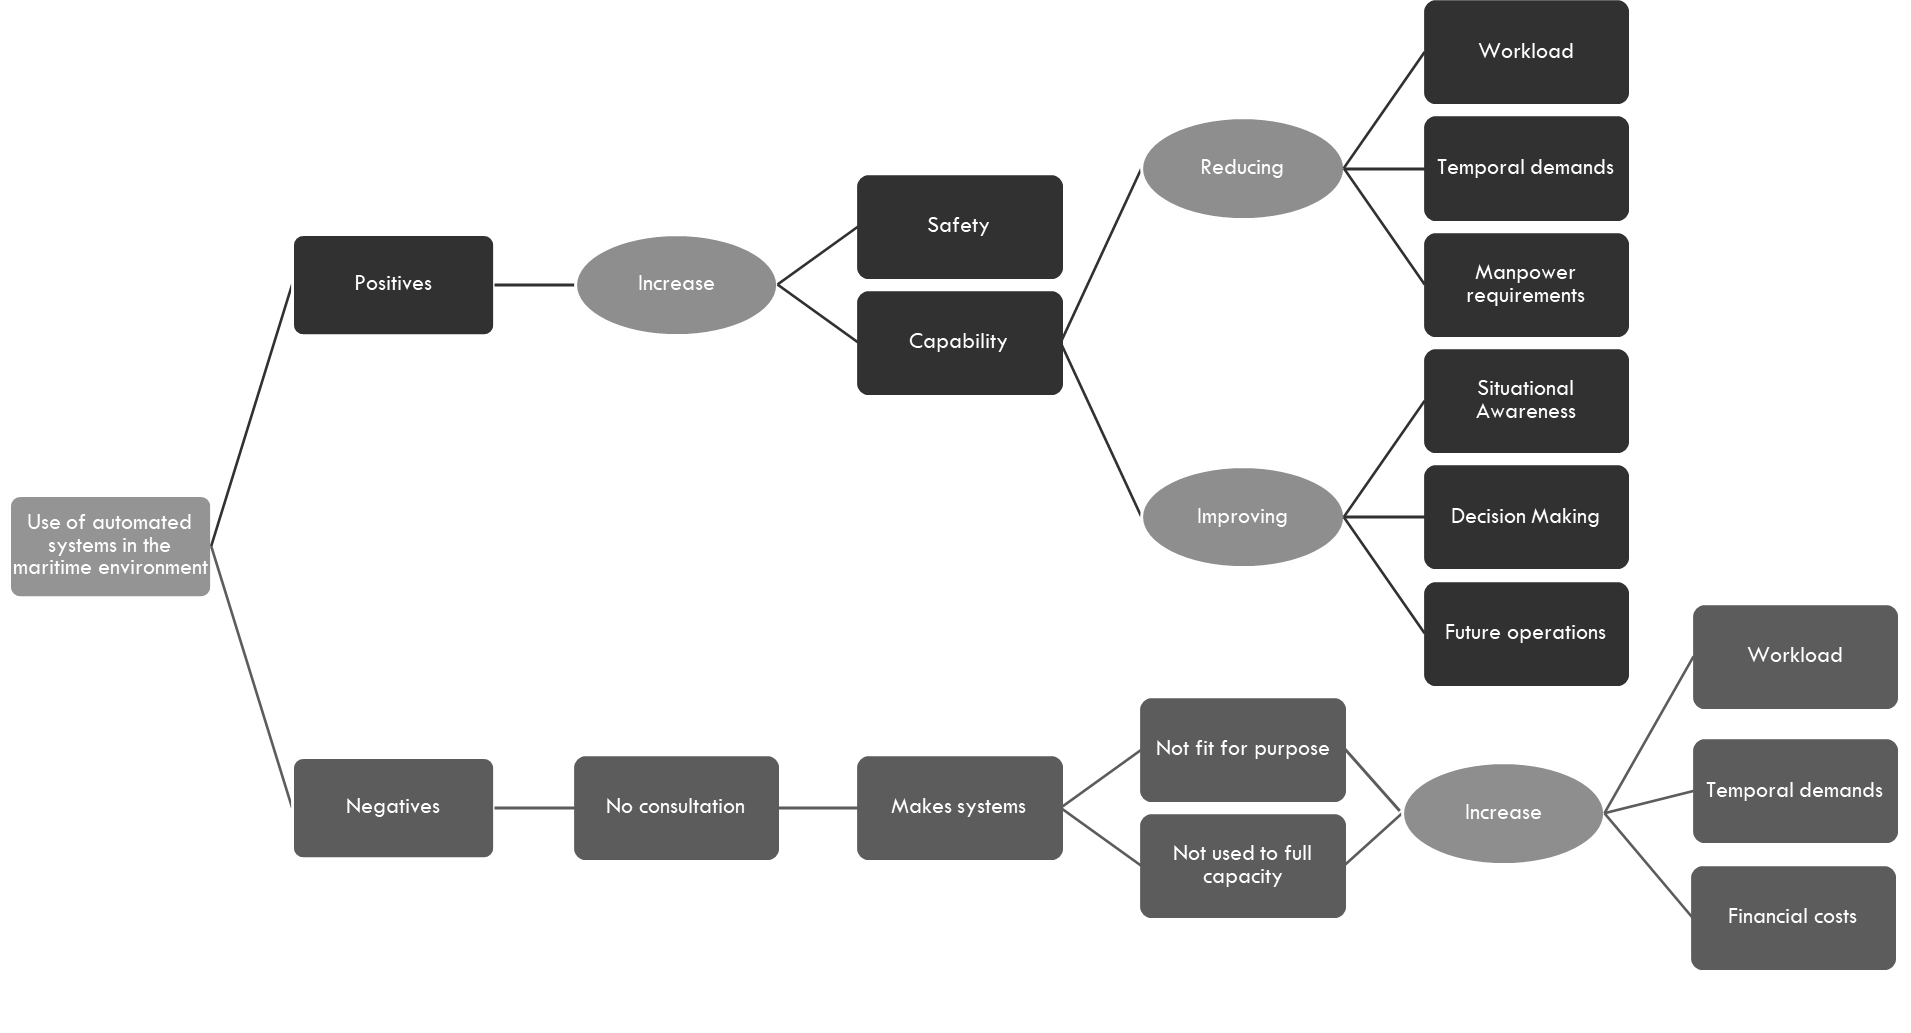 Use of automated
systems in the
maritime environment
Positives
Increase
Safety
Capability
Reducing
Workload
Temporal demands
Manpower
requirements
Improving
Situational
Awareness
Decision Making
Future operations
Negatives
No consultation
Makes systems
Not fit for purpose
Not used to full
capacity
Increase
Workload
Temporal demands
Financial costs